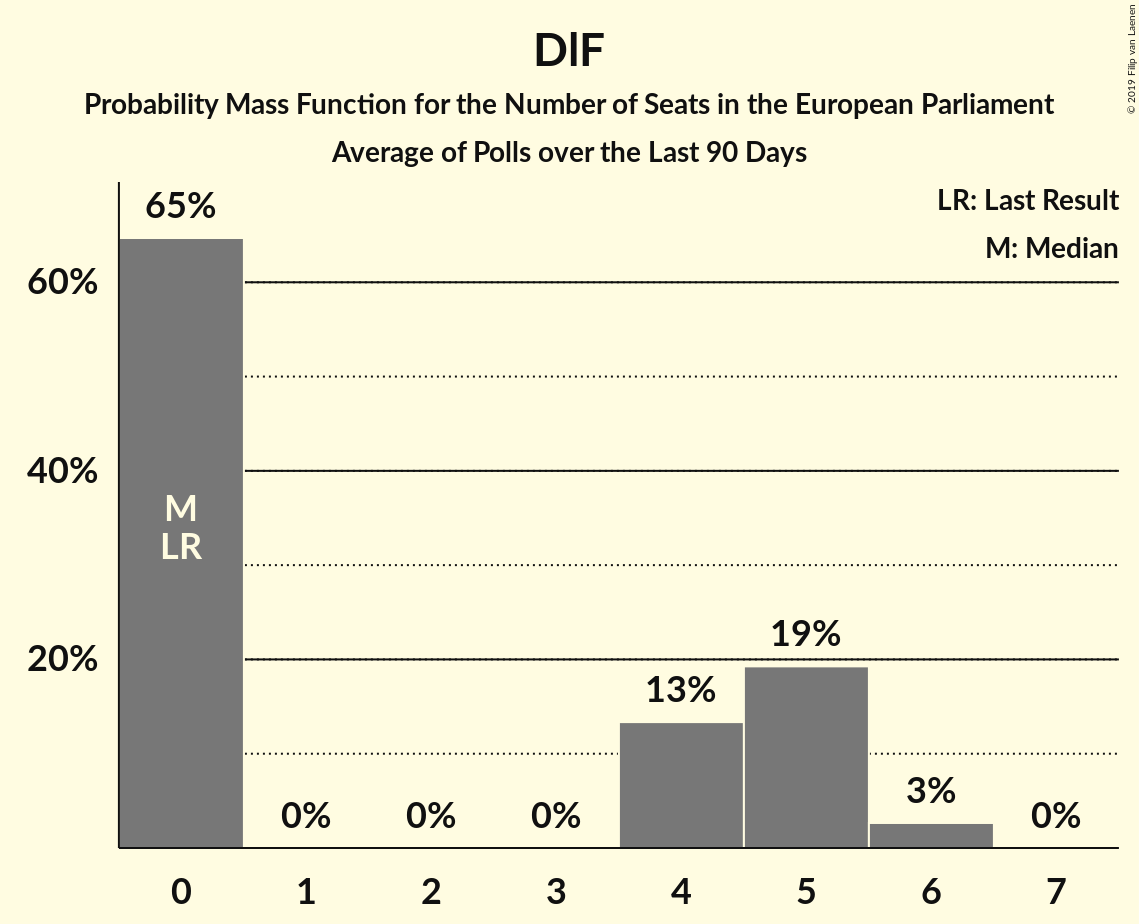 DlF
Probability Mass Function for the Number of Seats in the European Parliament
Average of Polls over the Last 90 Days
© 2019 Filip van Laenen
LR: Last Result
M: Median
65%
60%
40%
M
LR
20%
19%
13%
0%
0%
0%
3%
0%
0
1
2
3
4
5
6
7